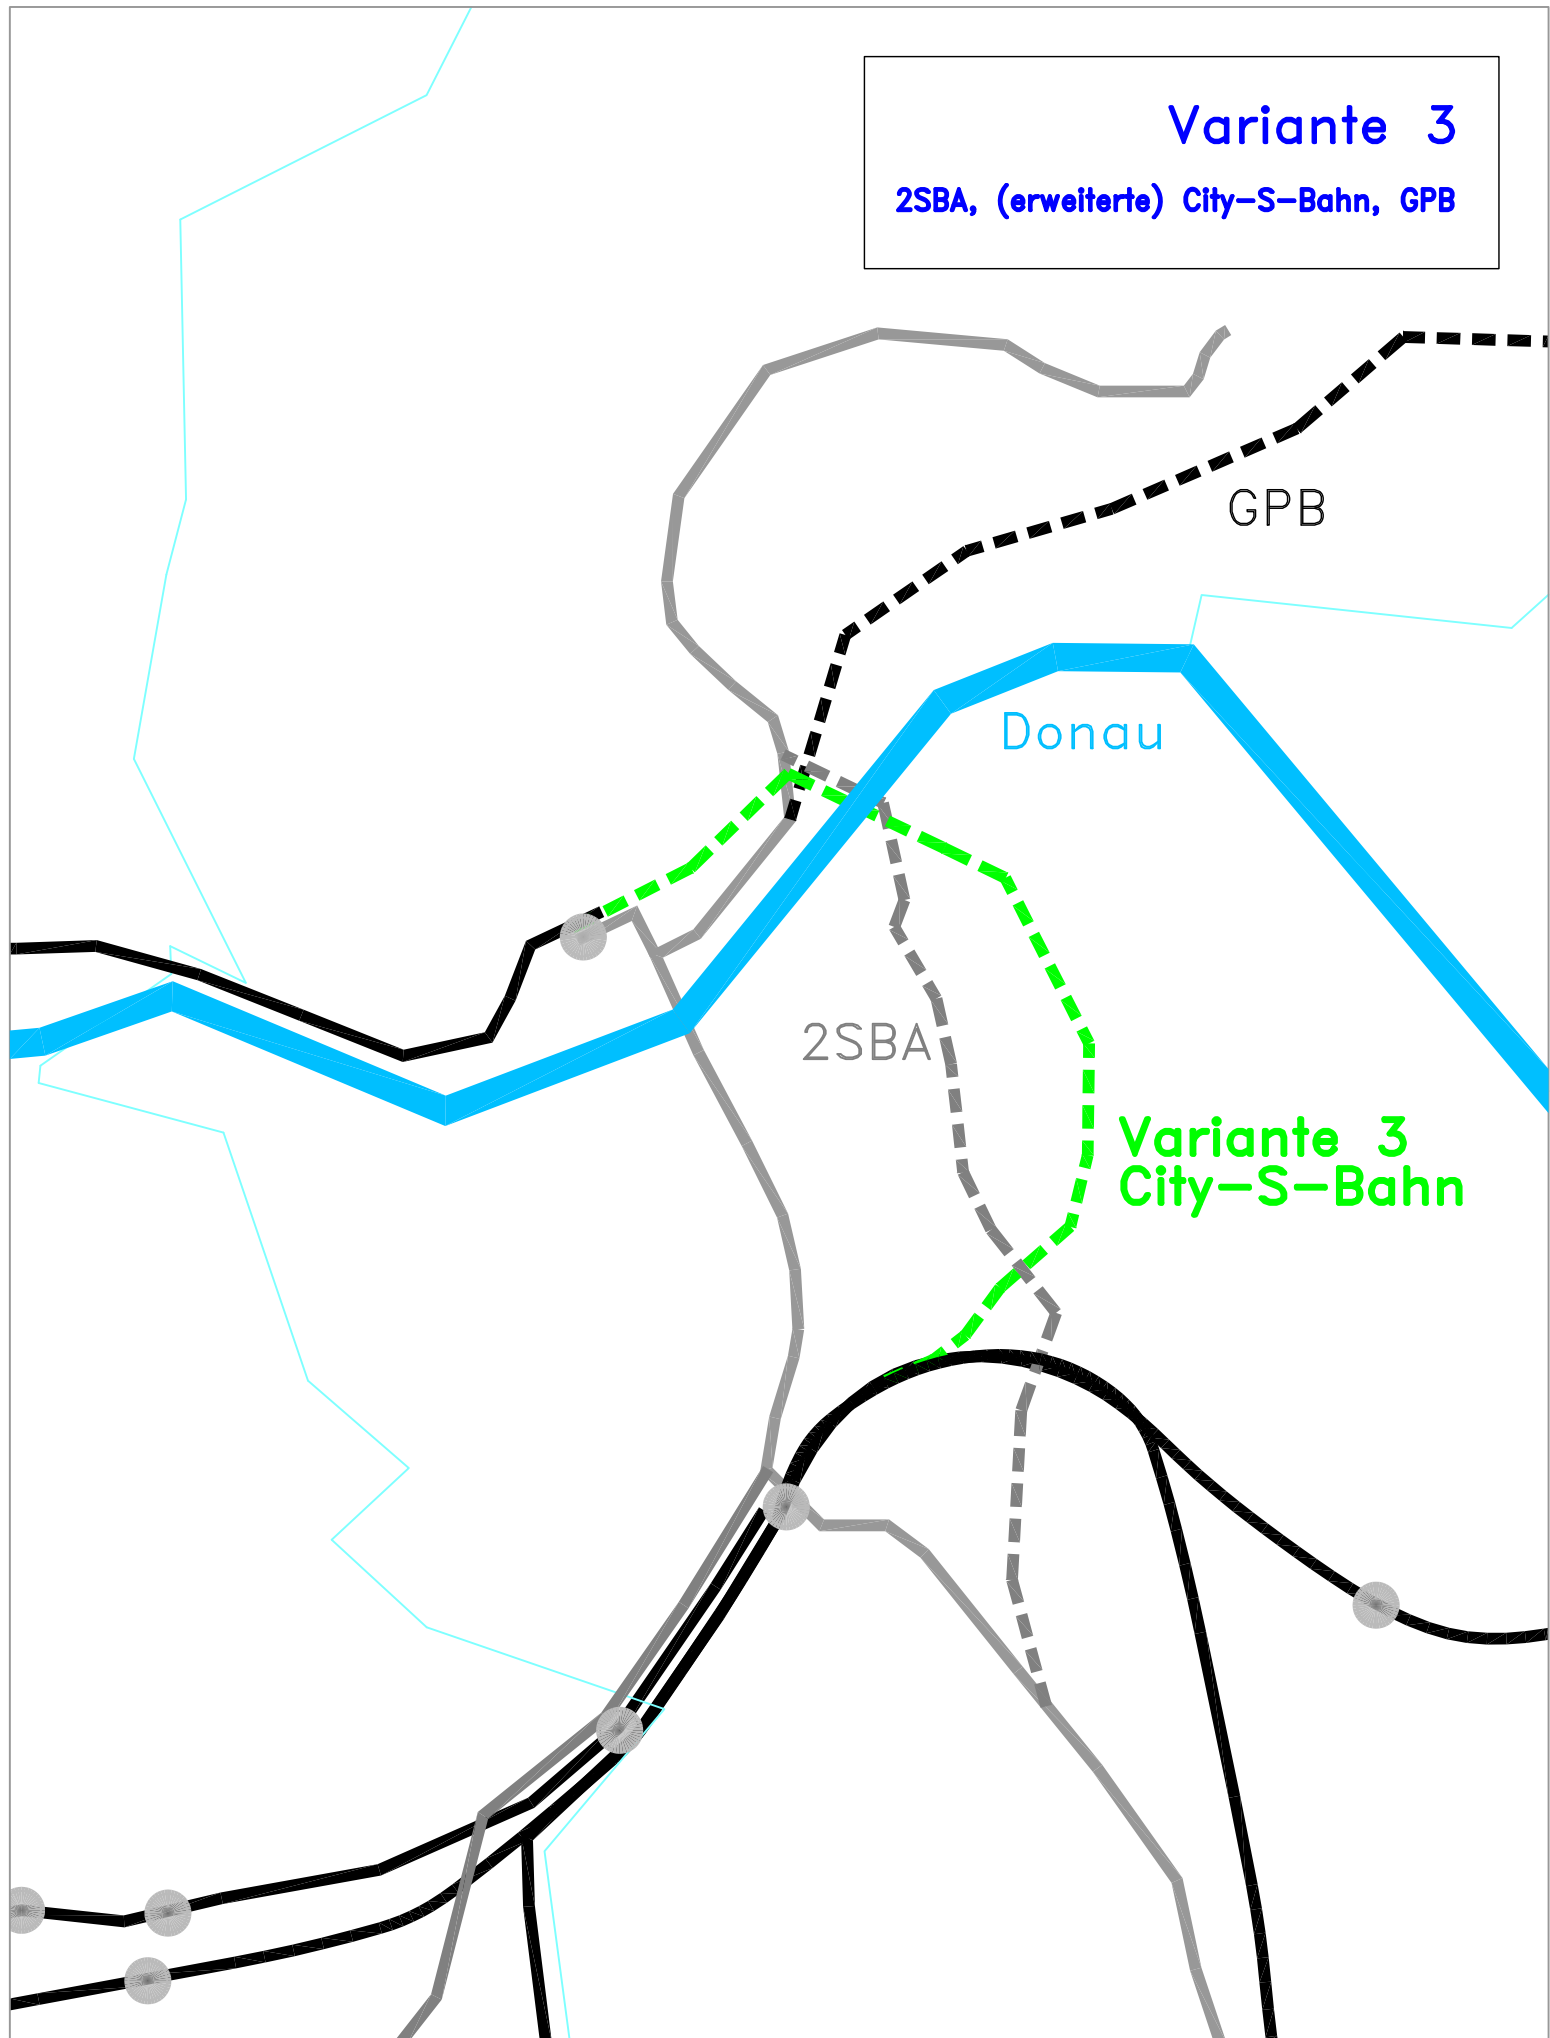 Variante 3
2SBA, (erweiterte) City-S-Bahn, GPB
GPB
Donau
2SBA
Variante 3
City-S-Bahn